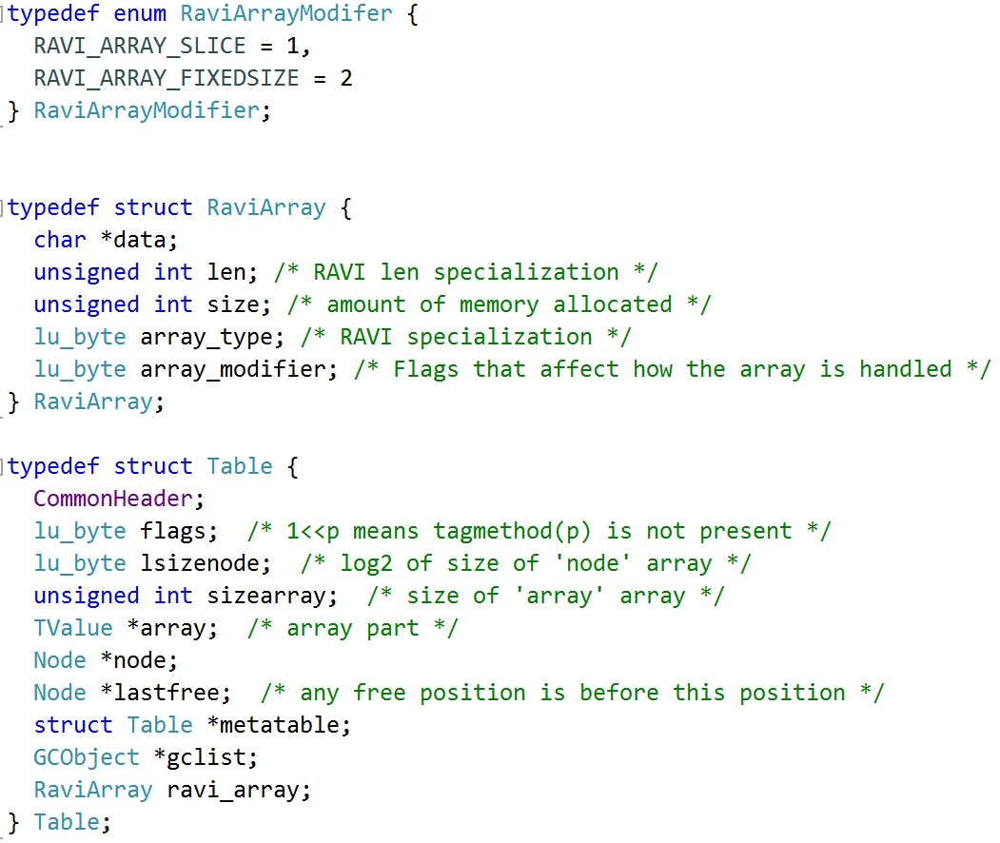 typedef enum RaviArrayModifer {
  RAVI_ARRAY_SLICE = 1,
  RAVI_ARRAY_FIXEDSIZE = 2
} RaviArrayModifier;
typedef struct RaviArray {
  char *data;
  unsigned int len; /* RAVI len specialization */
  unsigned int size; /* amount of memory allocated */
  lu_byte array_type; /* RAVI specialization */
  lu_byte array_modifier; /* Flags that affect how the array is handled */
} RaviArray;
typedef struct Table {
  CommonHeader;
  lu_byte flags;  /* 1<<p means tagmethod(p) is not present */
  lu_byte lsizenode;  /* log2 of size of 'node' array */
  unsigned int sizearray;  /* size of 'array' array */
  TValue *array;  /* array part */
  Node *node;
  Node *lastfree;  /* any free position is before this position */
  struct Table *metatable;
  GCObject *gclist;
  RaviArray ravi_array;
} Table;